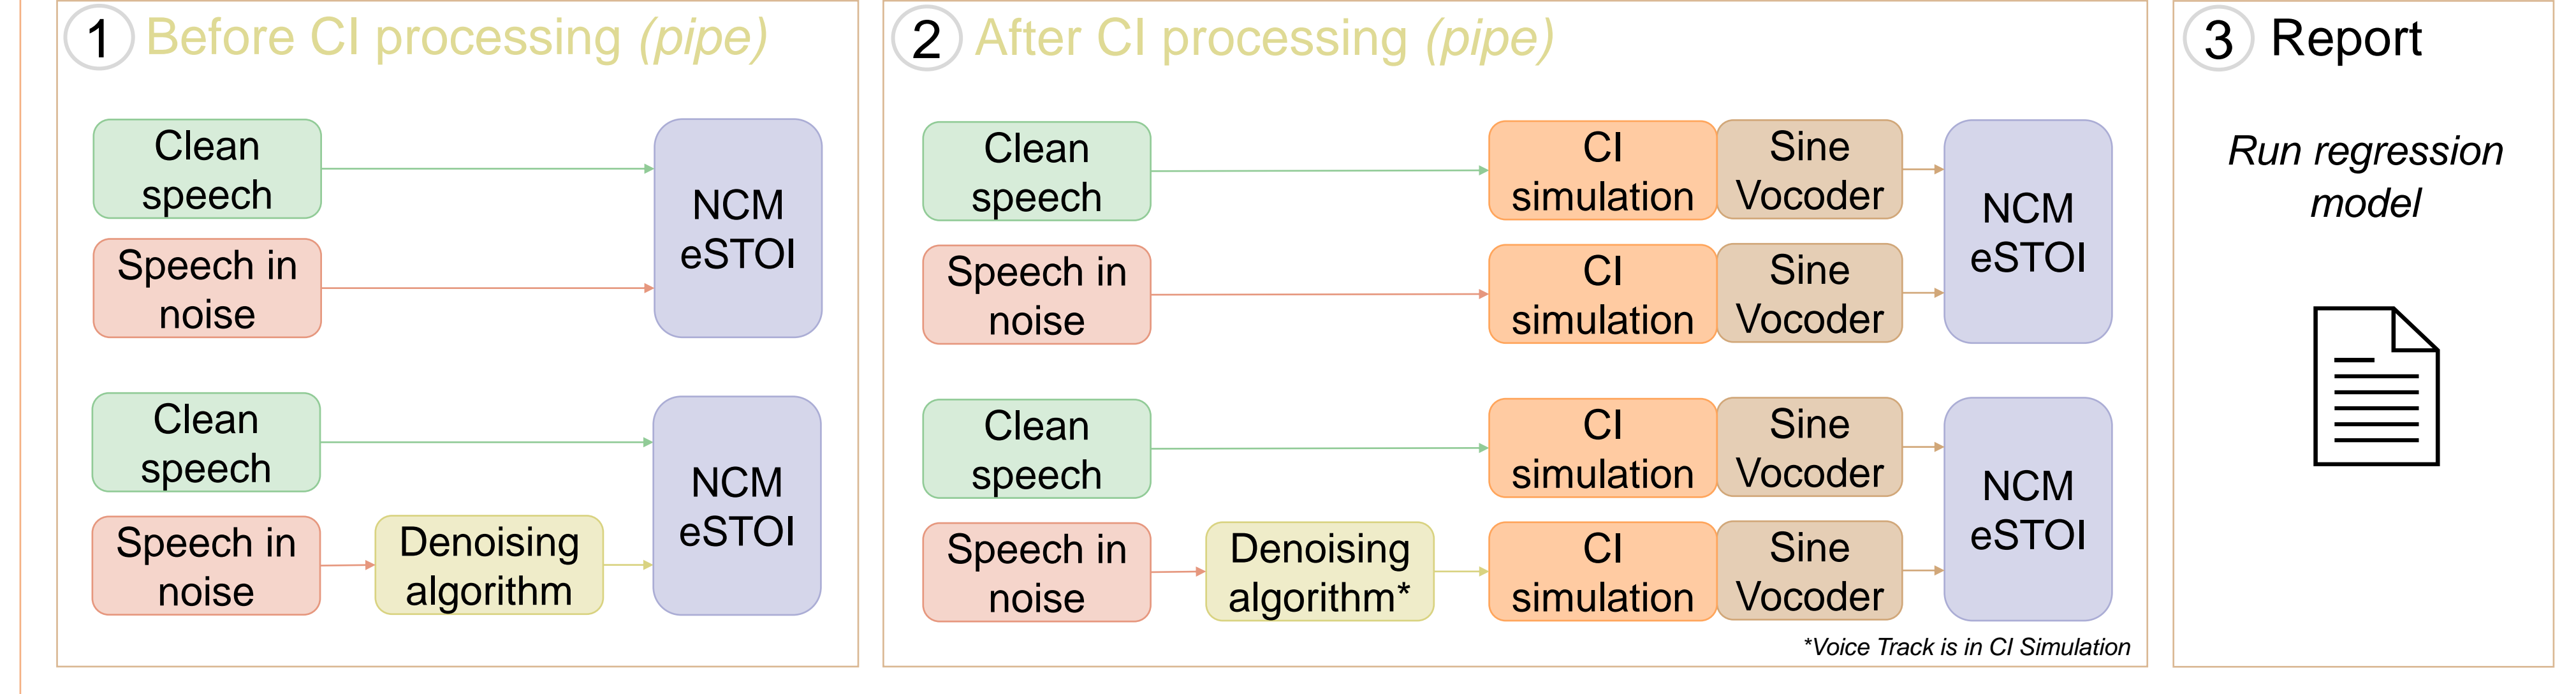 1 Before CI processing (pipe)
Clean
speech
Speech in
noise
NCM
eSTOI
Clean
speech
Speech in
noise
Denoising
algorithm
NCM
eSTOI
2 After CI processing (pipe)
Clean
speech
CI
simulation
Sine
Vocoder
Speech in
noise
CI
simulation
Sine
Vocoder
NCM
eSTOI
Clean
speech
CI
simulation
Sine
Vocoder
Speech in
noise
Denoising
algorithm*
CI
simulation
Sine
Vocoder
NCM
eSTOI
*Voice Track is in CI Simulation
3 Report
Run regression
model